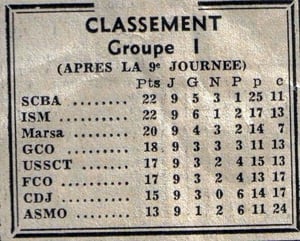 CLASSEMENT
Groupe I
(APRES LA 9e JOURNEE)
Pts J G N P p c
SCBA ........ 22 9 5 3 1 25 11
ISM ........ 22 9 6 1 2 17 13
Marsa ...... 20 9 4 3 2 14 7
GCO ........ 18 9 3 3 3 11 13
USSCT ..... 17 9 3 2 4 15 13
FCO ........ 17 9 3 2 4 13 17
CDJ ........ 15 9 3 0 6 14 17
ASMO ...... 13 9 1 2 6 11 24